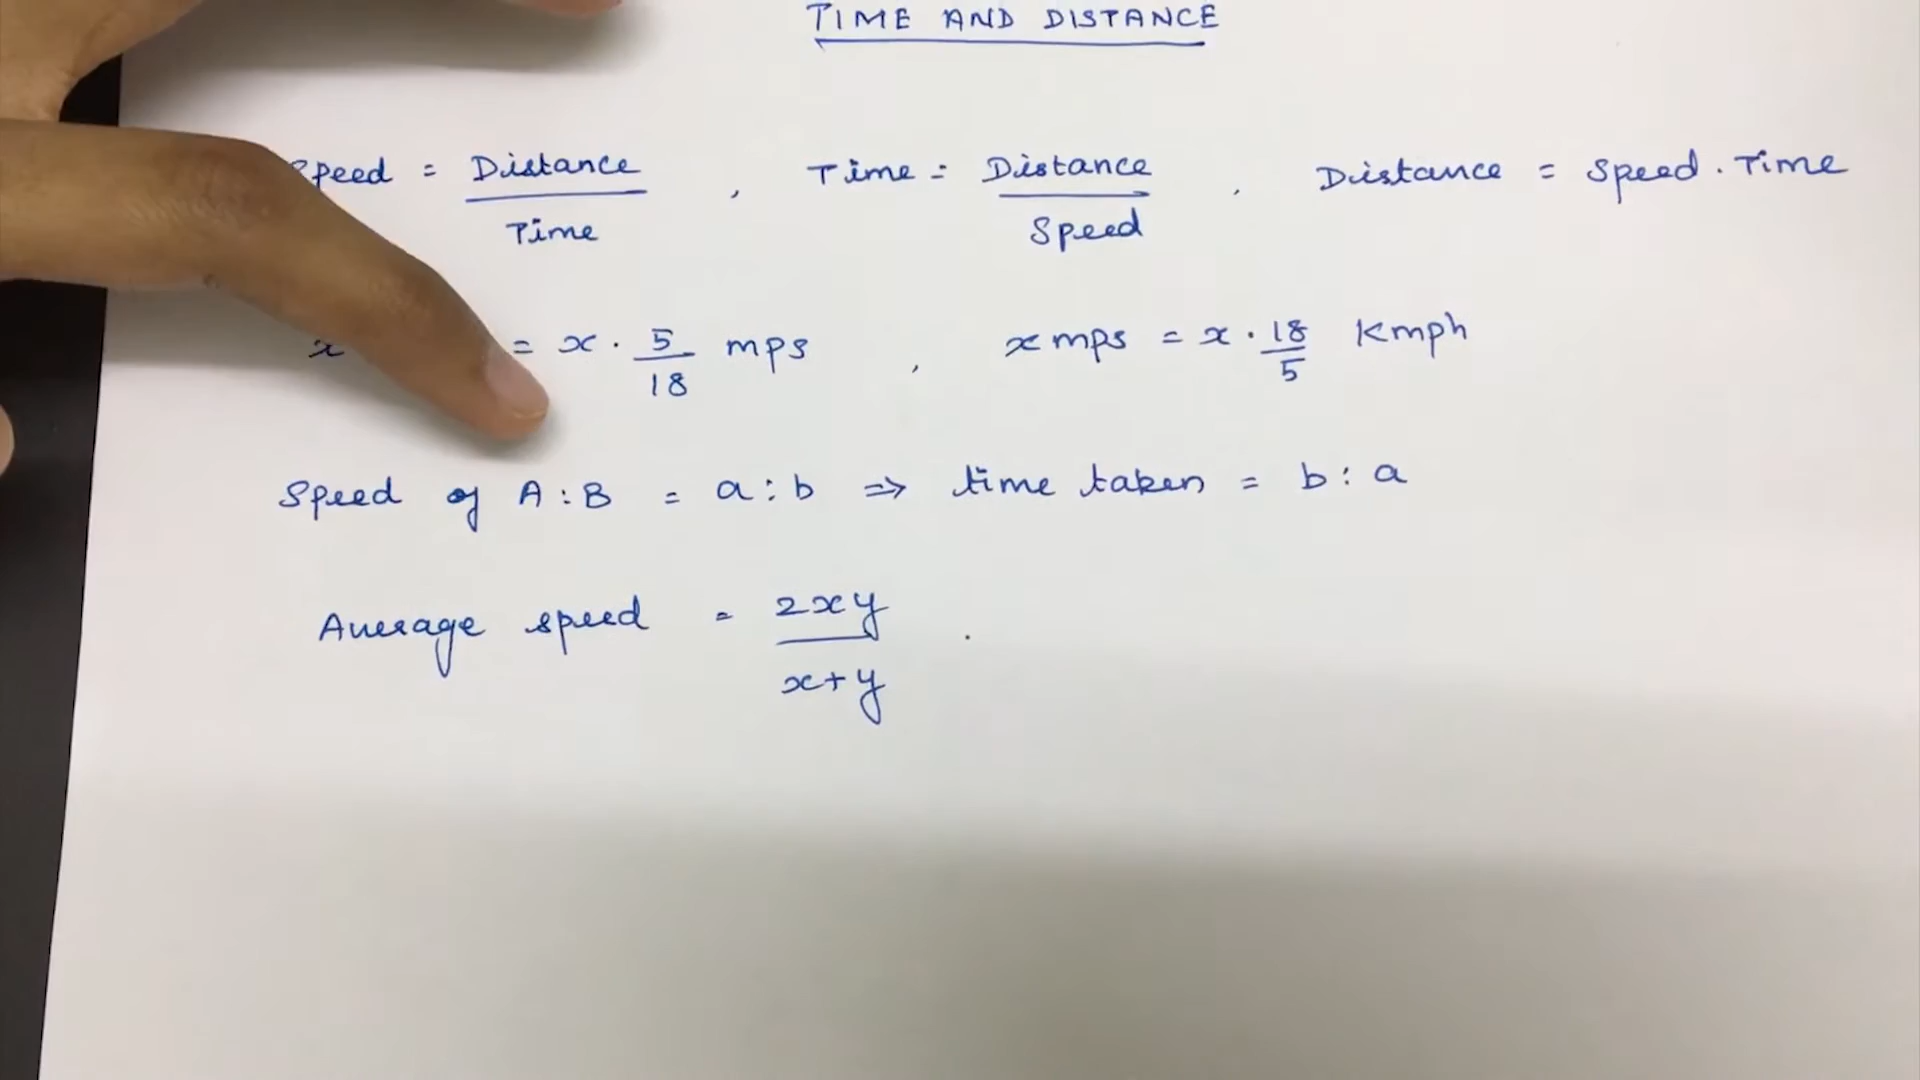 TIME AND DISTANCE
Speed = Distance / Time , Time = Distance / Speed , Distance = Speed . Time
x = x . 5/18 mps , x mps = x . 18/5 Kmph
Speed of A : B = a : b ⇒ time taken = b : a
Average speed = 2xy / x+y .